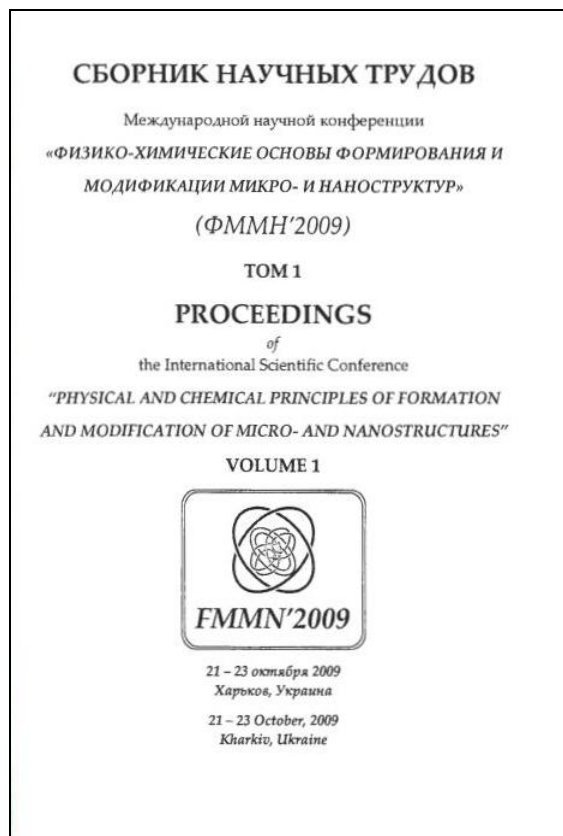 СБОРНИК НАУЧНЫХ ТРУДОВ
Международной научной конференции
«ФИЗИКО-ХИМИЧЕСКИЕ ОСНОВЫ ФОРМИРОВАНИЯ И
МОДИФИКАЦИИ МИКРО- И НАНОСТРУКТУР»
(ФММН’2009)
ТОМ 1
PROCEEDINGS
of
the International Scientific Conference
“PHYSICAL AND CHEMICAL PRINCIPLES OF FORMATION
AND MODIFICATION OF MICRO- AND NANOSTRUCTURES”
VOLUME 1
FMMN’2009
21 – 23 октября 2009
Харьков, Украина
21 – 23 October, 2009
Kharkiv, Ukraine